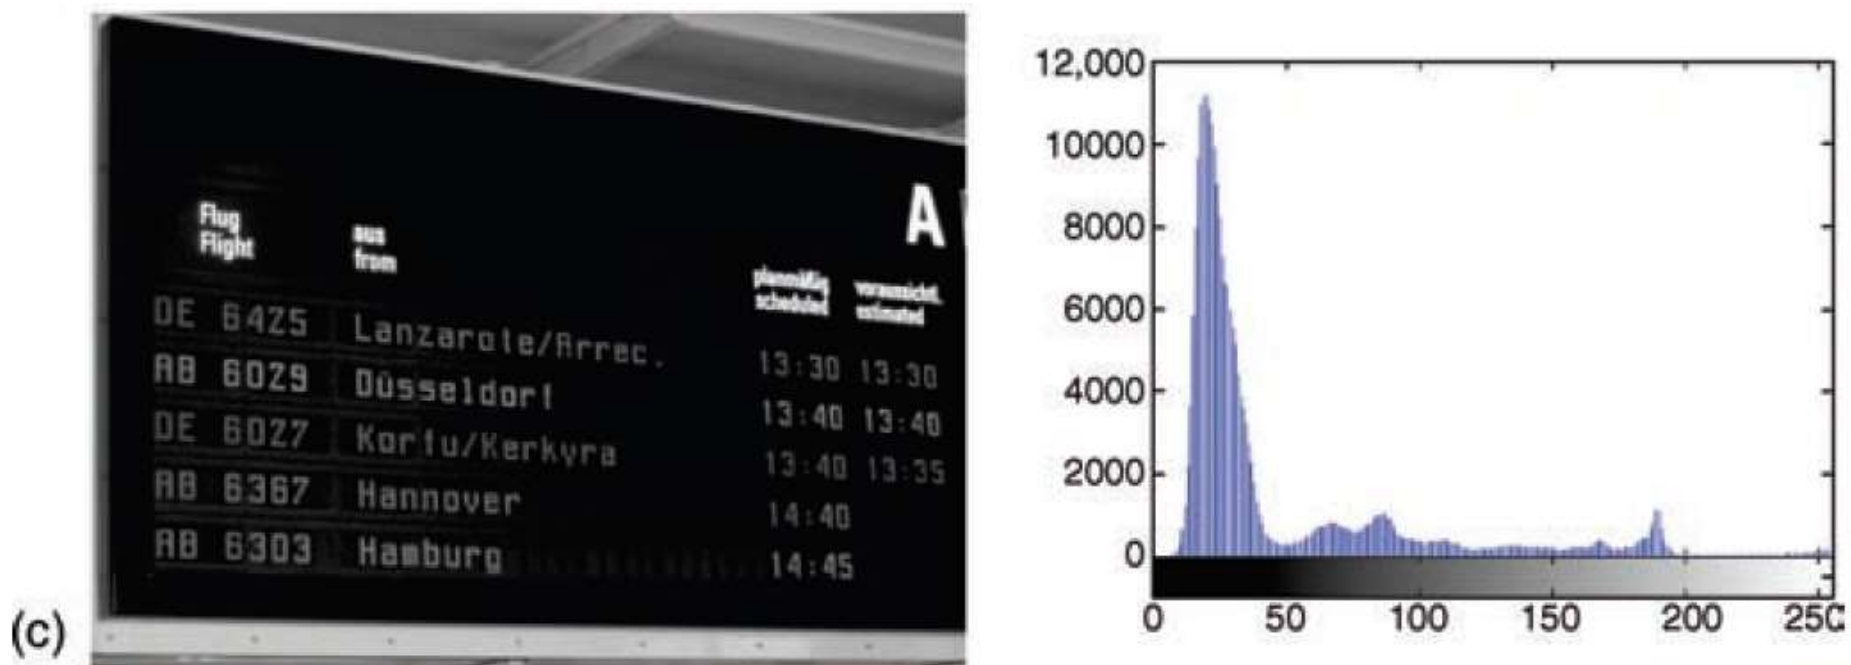 A
Flug
Flight
aus
from
planmäßig
scheduled
voraussichtl.
estimated
DE 6425 Lanzarote/Arrec. 13:30 13:30
AB 6029 Düsseldorf 13:40 13:40
DE 6027 Korfu/Kerkyra 13:40 13:35
AB 6367 Hannover 14:40
AB 6303 Hamburg 14:45
(c)
12,000
10000
8000
6000
4000
2000
0
0 50 100 150 200 250